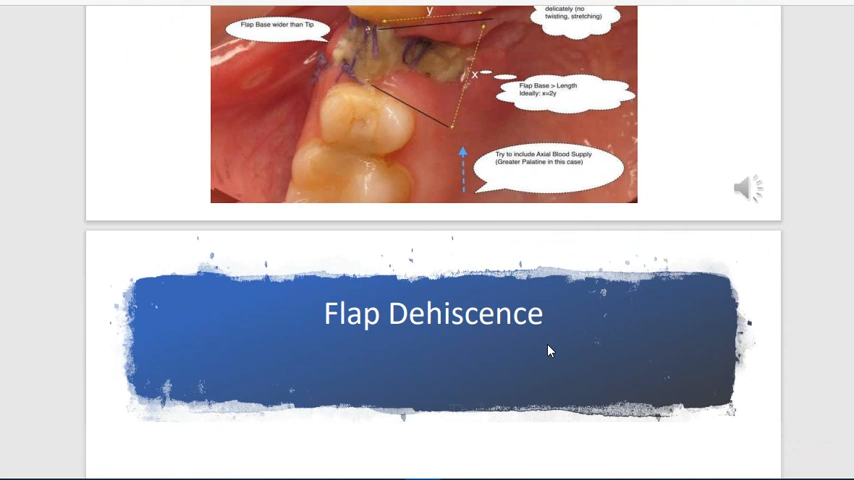 y
delicately (no
twisting, stretching)
Flap Base wider than Tip
x
Flap Base > Length
Ideally: x=2y
Try to include Axial Blood Supply
(Greater Palatine in this case)
Flap Dehiscence